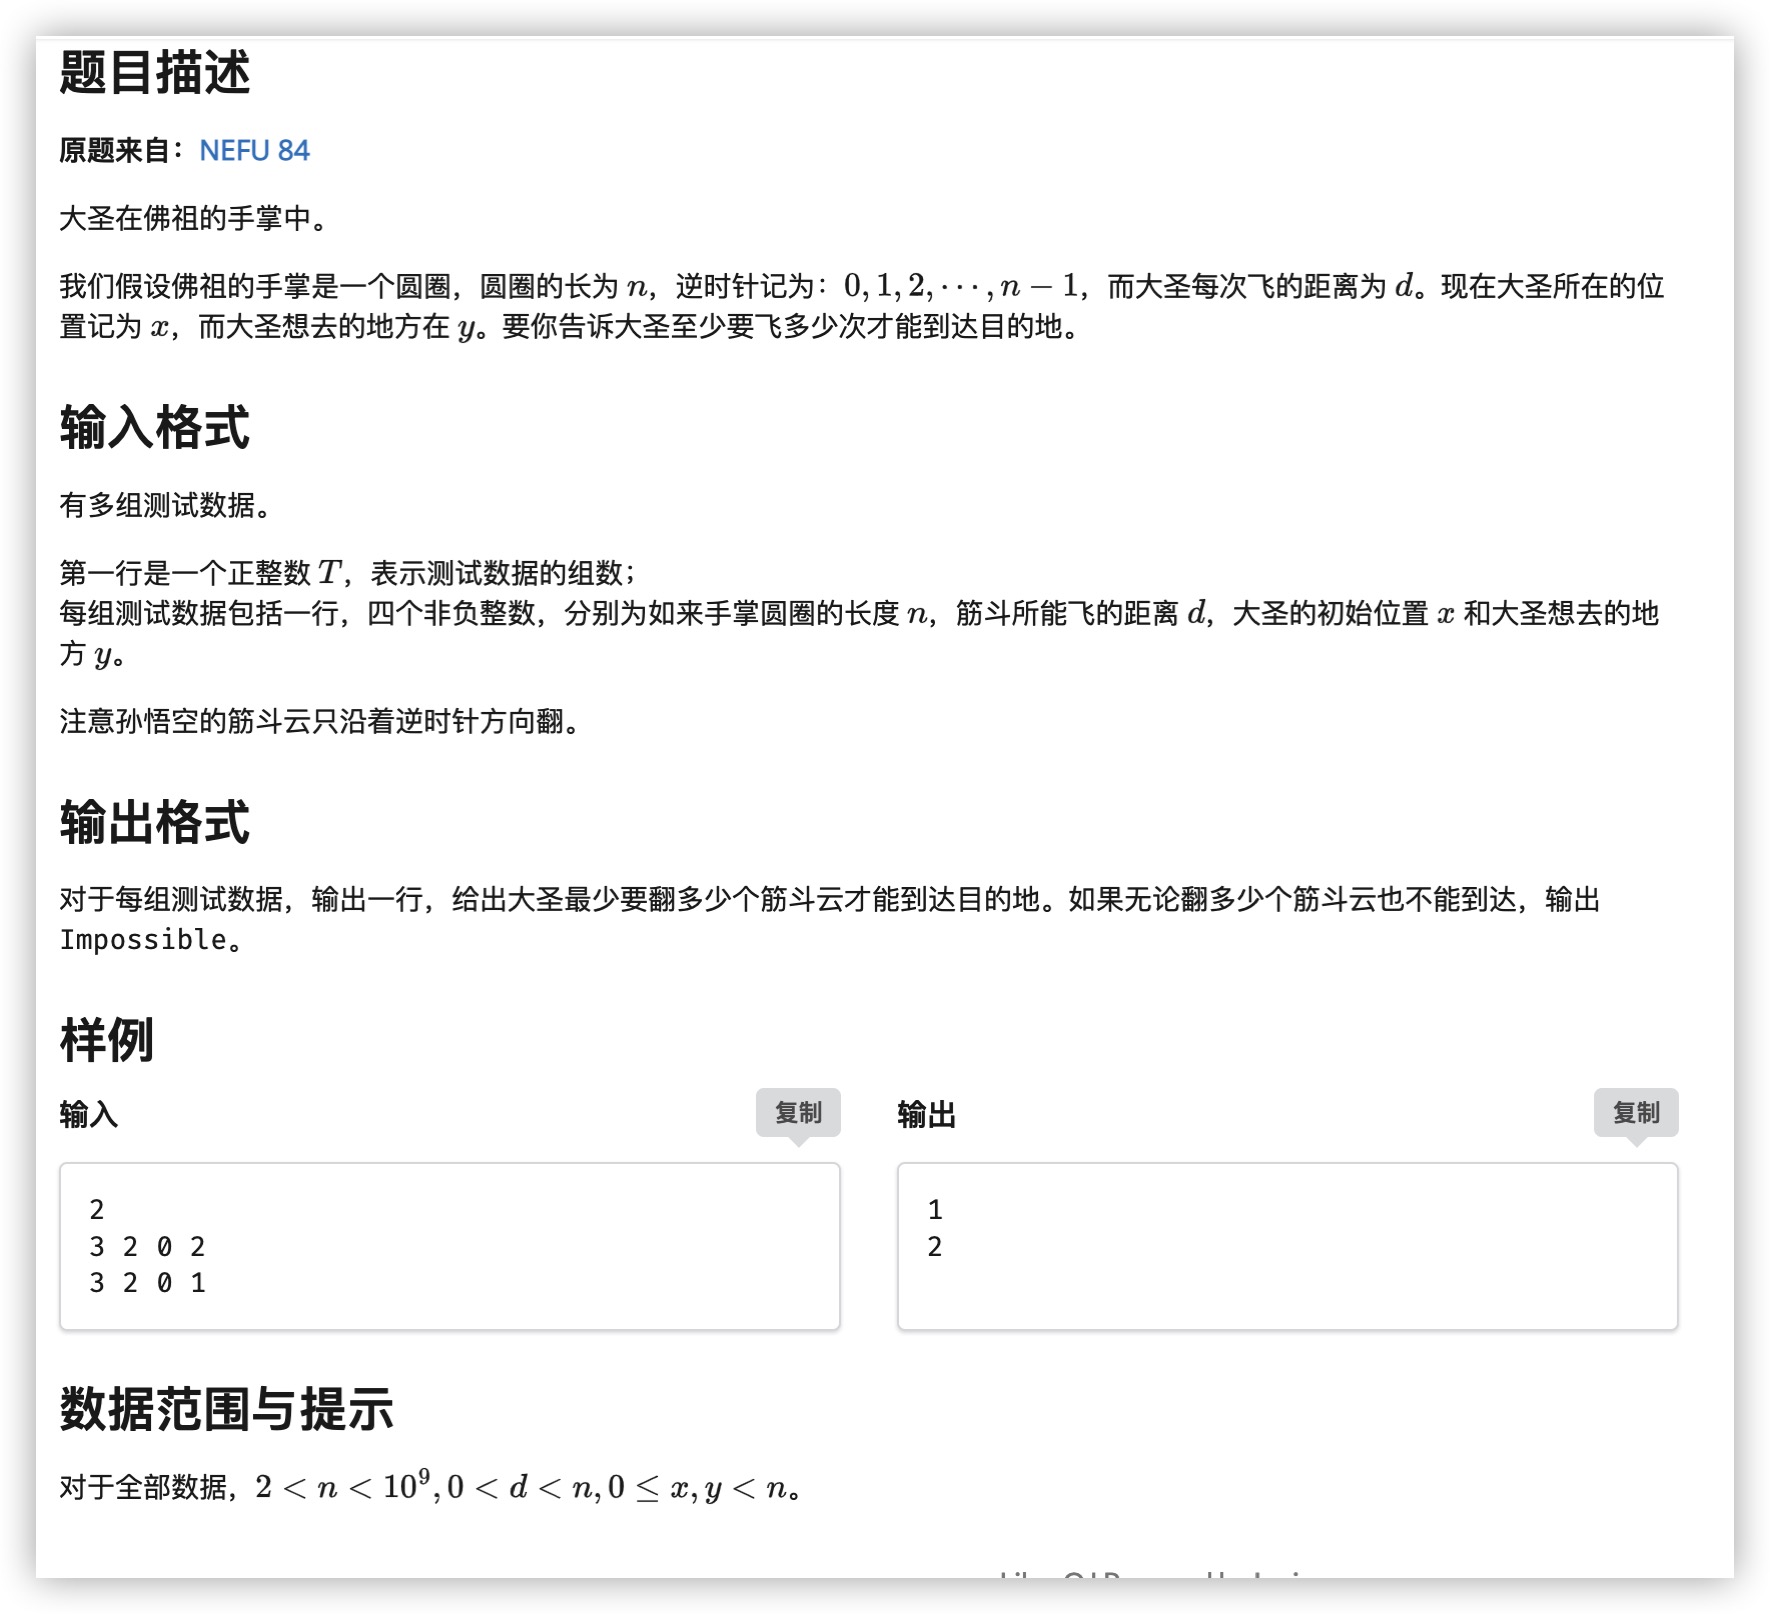 题目描述
原题来自：NEFU 84
大圣在佛祖的手掌中。
我们假设佛祖的手掌是一个圆圈，圆圈的长为 n，逆时针记为：0, 1, 2, ⋯ , n − 1，而大圣每次飞的距离为 d。现在大圣所在的位
置记为 x，而大圣想去的地方在 y。要你告诉大圣至少要飞多少次才能到达目的地。
输入格式
有多组测试数据。
第一行是一个正整数 T，表示测试数据的组数；
每组测试数据包括一行，四个非负整数，分别为如来手掌圆圈的长度 n，筋斗所能飞的距离 d，大圣的初始位置 x 和大圣想去的地
方 y。
注意孙悟空的筋斗云只沿着逆时针方向翻。
输出格式
对于每组测试数据，输出一行，给出大圣最少要翻多少个筋斗云才能到达目的地。如果无论翻多少个筋斗云也不能到达，输出
Impossible。
样例
输入 复制
2
3 2 0 2
3 2 0 1
输出 复制
1
2
数据范围与提示
对于全部数据，2 < n < 10⁹, 0 < d < n, 0 ≤ x, y < n。